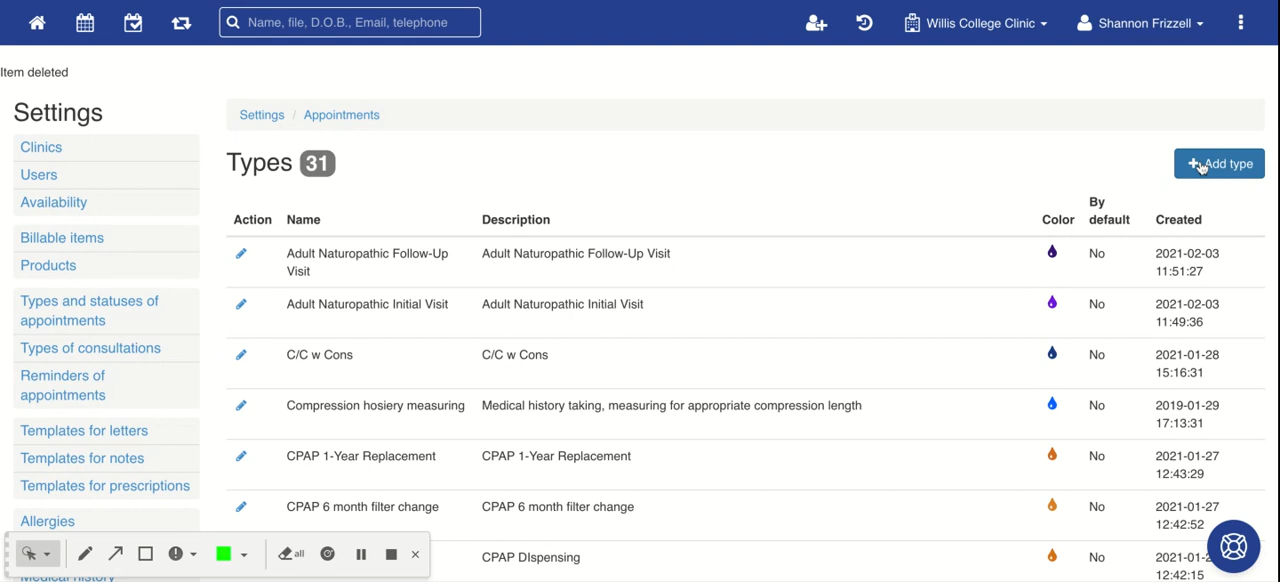 Name, file, D.O.B., Email, telephone
Willis College Clinic
Shannon Frizzell
Item deleted
Settings
Clinics
Users
Availability
Billable items
Products
Types and statuses of
appointments
Types of consultations
Reminders of
appointments
Templates for letters
Templates for notes
Templates for prescriptions
Allergies
Medical history
Settings / Appointments
Types 31
Add type
Action Name Description Color By default Created
Adult Naturopathic Follow-Up Visit Adult Naturopathic Follow-Up Visit No 2021-02-03 11:51:27
Adult Naturopathic Initial Visit Adult Naturopathic Initial Visit No 2021-02-03 11:49:36
C/C w Cons C/C w Cons No 2021-01-28 15:16:31
Compression hosiery measuring Medical history taking, measuring for appropriate compression length No 2019-01-29 17:13:31
CPAP 1-Year Replacement CPAP 1-Year Replacement No 2021-01-27 12:43:29
CPAP 6 month filter change CPAP 6 month filter change No 2021-01-27 12:42:52
CPAP DIspensing No 2021-01- 12:42:15
all